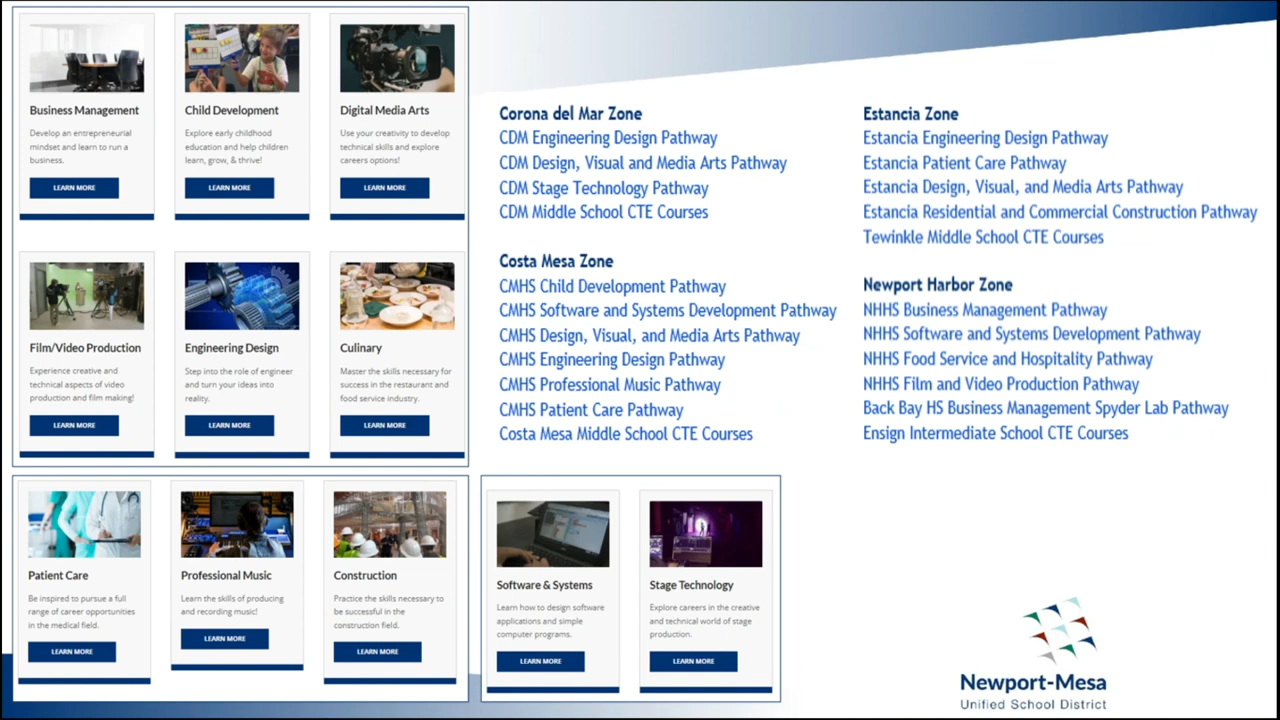 Business Management
Develop an entrepreneurial
mindset and learn to run a
business.
LEARN MORE
Child Development
Explore early childhood
education and help children
learn, grow, & thrive!
LEARN MORE
Digital Media Arts
Use your creativity to develop
technical skills and explore
careers options!
LEARN MORE
Film/Video Production
Experience creative and
technical aspects of video
production and film making!
LEARN MORE
Engineering Design
Step into the role of engineer
and turn your ideas into
reality.
LEARN MORE
Culinary
Master the skills necessary for
success in the restaurant and
food service industry.
LEARN MORE
Patient Care
Be inspired to pursue a full
range of career opportunities
in the medical field.
LEARN MORE
Professional Music
Learn the skills of producing
and recording music!
LEARN MORE
Construction
Practice the skills necessary to
be successful in the
construction field.
LEARN MORE
Software & Systems
Learn how to design software
applications and simple
computer programs.
LEARN MORE
Stage Technology
Explore careers in the creative
and technical world of stage
production.
LEARN MORE
Corona del Mar Zone
CDM Engineering Design Pathway
CDM Design, Visual and Media Arts Pathway
CDM Stage Technology Pathway
CDM Middle School CTE Courses
Costa Mesa Zone
CMHS Child Development Pathway
CMHS Software and Systems Development Pathway
CMHS Design, Visual, and Media Arts Pathway
CMHS Engineering Design Pathway
CMHS Professional Music Pathway
CMHS Patient Care Pathway
Costa Mesa Middle School CTE Courses
Estancia Zone
Estancia Engineering Design Pathway
Estancia Patient Care Pathway
Estancia Design, Visual, and Media Arts Pathway
Estancia Residential and Commercial Construction Pathway
Tewinkle Middle School CTE Courses
Newport Harbor Zone
NHHS Business Management Pathway
NHHS Software and Systems Development Pathway
NHHS Food Service and Hospitality Pathway
NHHS Film and Video Production Pathway
Back Bay HS Business Management Spyder Lab Pathway
Ensign Intermediate School CTE Courses
Newport-Mesa
Unified School District